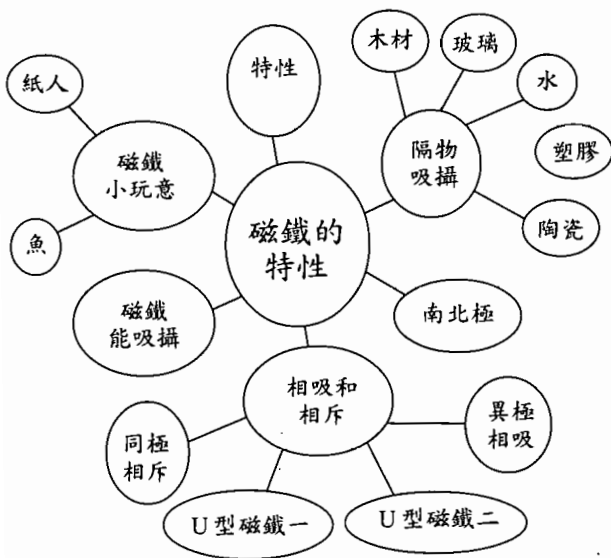 木材
玻璃
特性
紙人
水
磁鐵
小玩意
隔物
吸攝
塑膠
魚
磁鐵的
特性
陶瓷
磁鐵
能吸攝
南北極
相吸和
相斥
同極
相斥
異極
相吸
U型磁鐵一
U型磁鐵二